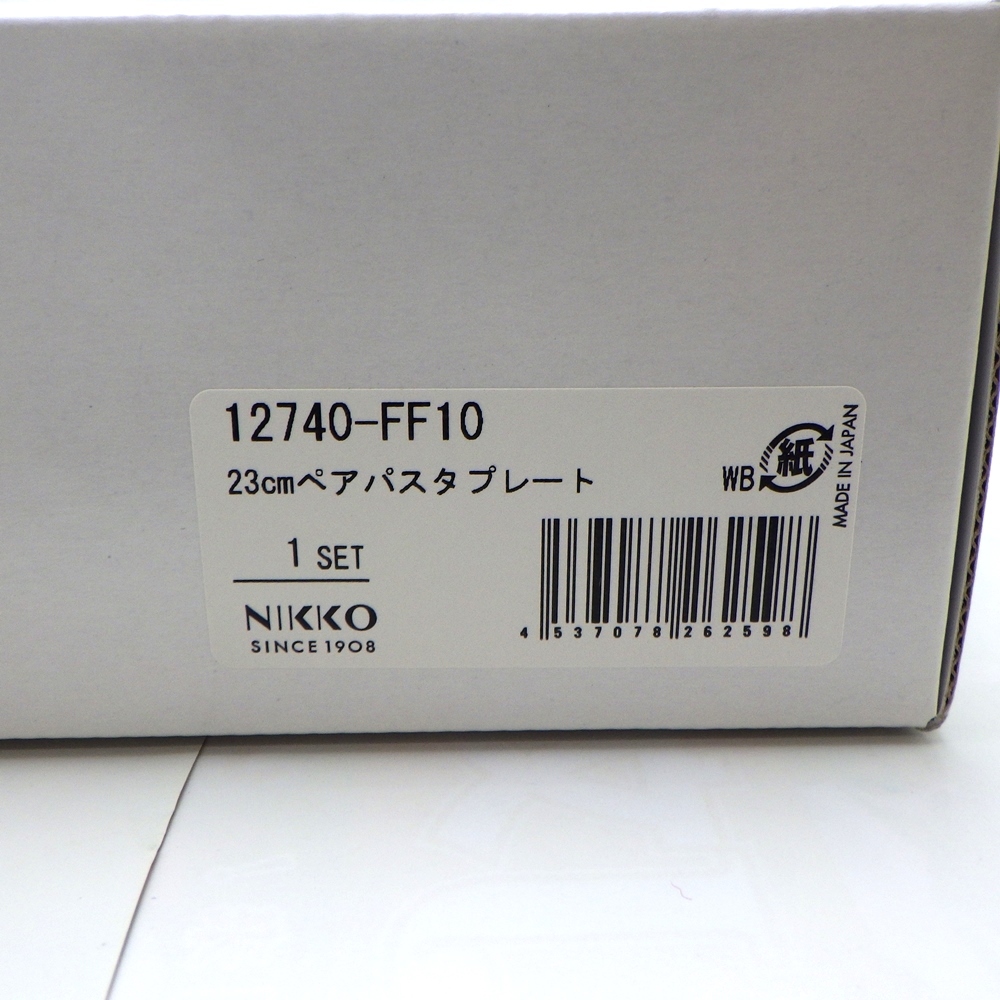 12740-FF10
23cmペアパスタプレート
WB 紙
MADE IN JAPAN
1 SET
NIKKO
SINCE 1908
4 537078 262598